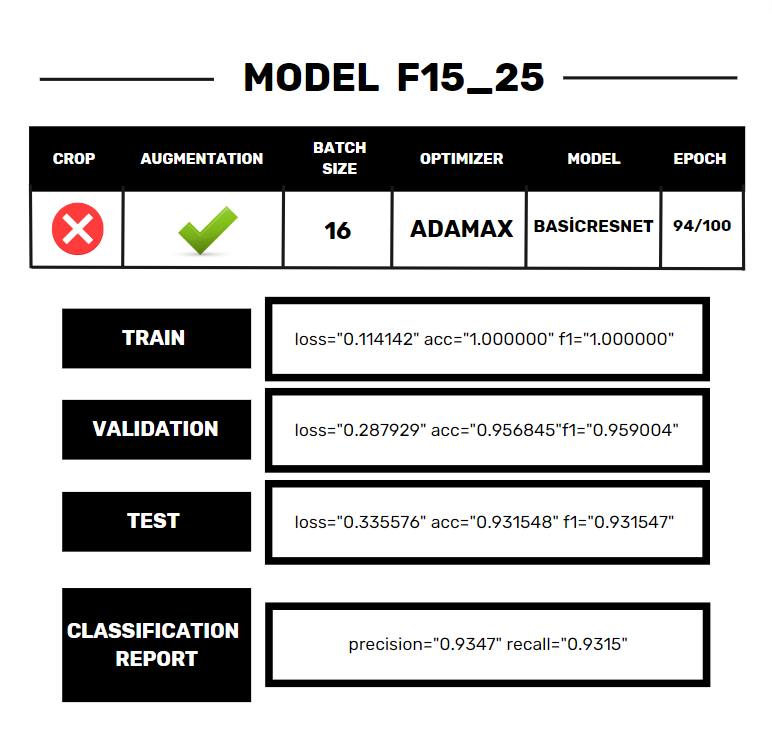 MODEL F15_25
CROP AUGMENTATION BATCH SIZE OPTIMIZER MODEL EPOCH
16 ADAMAX BASİCRESNET 94/100
TRAIN loss="0.114142" acc="1.000000" f1="1.000000"
VALIDATION loss="0.287929" acc="0.956845"f1="0.959004"
TEST loss="0.335576" acc="0.931548" f1="0.931547"
CLASSIFICATION REPORT precision="0.9347" recall="0.9315"